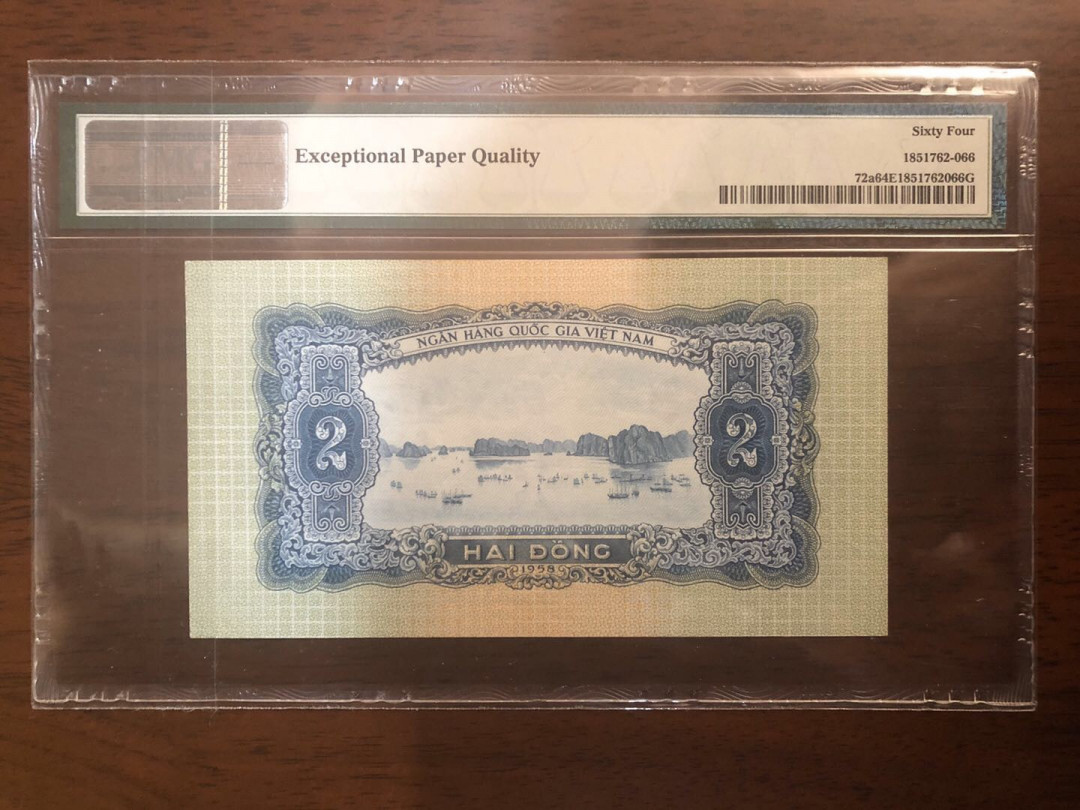 Exceptional Paper Quality
Sixty Four
1851762-066
72a64E1851762066G
NGÂN HÀNG QUỐC GIA VIỆT NAM
2
2
HAI ĐỒNG
1958